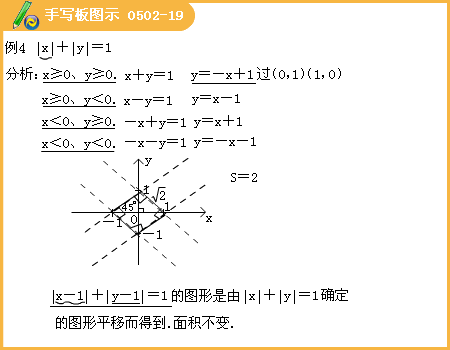 手写板图示 0502-19
例4 |x|+|y|=1
分析: x≥0、y≥0. x+y=1 y=-x+1过(0,1)(1,0)
x≥0、y<0. x-y=1 y=x-1
x<0、y≥0. -x+y=1 y=x+1
x<0、y<0. -x-y=1 y=-x-1
y
S=2
1 √2
45° 1
-1 0 x
-1
|x-1|+|y-1|=1的图形是由|x|+|y|=1确定
的图形平移而得到.面积不变.